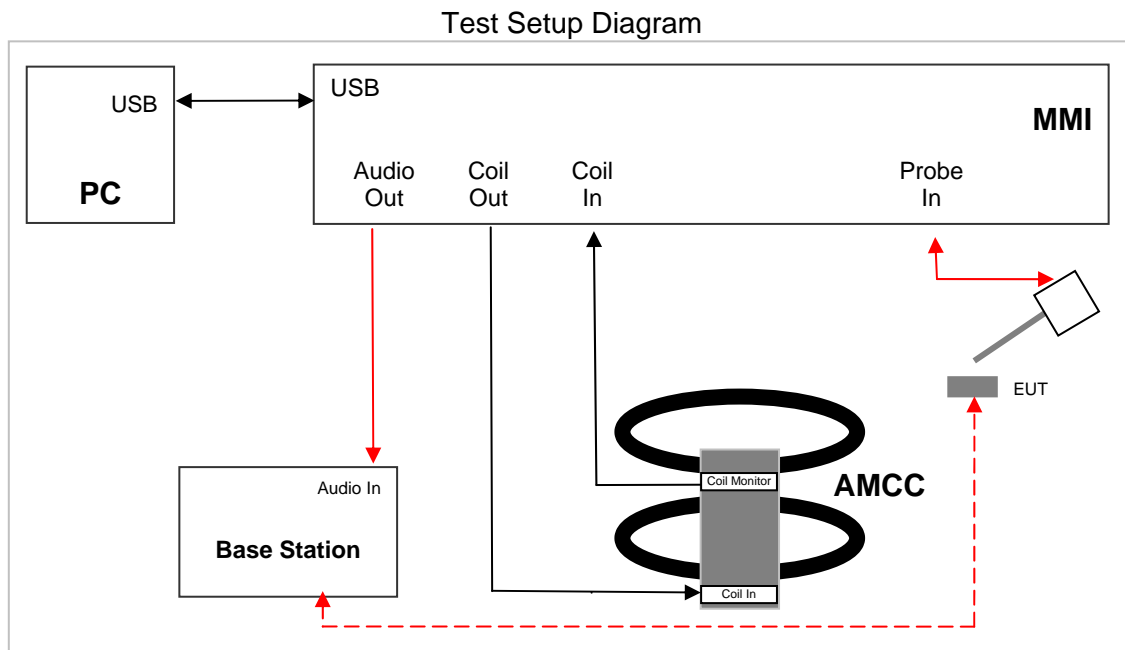 Test Setup Diagram
USB
PC
USB
MMI
Audio
Out
Coil
Out
Coil
In
Probe
In
EUT
Coil Monitor
AMCC
Audio In
Base Station
Coil In